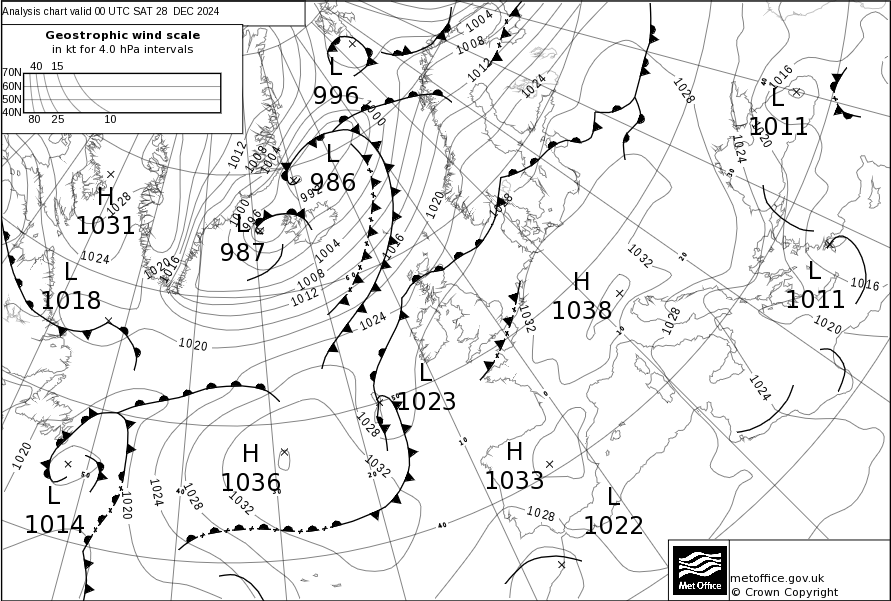 Analysis chart valid 00 UTC SAT 28 DEC 2024
Geostrophic wind scale
in kt for 4.0 hPa intervals
40 15
70N
60N
50N
40N
80 25 10
L
996
1004
1008
1012
1024
1000
1028
1016
L
1011
1020
1024
1012
1008
1004
L
986
H
1031
1028
1000
996
L
987
1020
1016
1008
1024
L
1018
1020
1016
1004
1008
1012
1032
H
1038
L
1011
1016
1020
1028
1032
1024
1020
L
1023
1024
1028
1020
H
1036
1032
H
1033
L
1014
1020
1024
1028
1032
1028
L
1022
metoffice.gov.uk
© Crown Copyright
Met Office